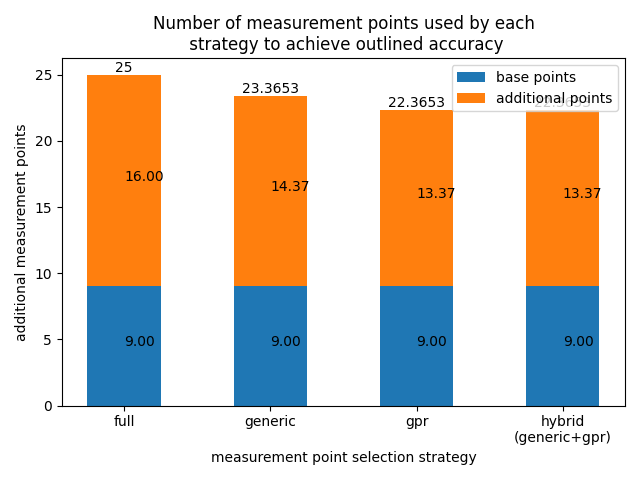 Number of measurement points used by each
strategy to achieve outlined accuracy
base points
additional points
25
23.3653
22.3653
16.00
14.37
13.37
13.37
9.00
9.00
9.00
9.00
25
20
15
10
5
0
additional measurement points
full
generic
gpr
hybrid
(generic+gpr)
measurement point selection strategy